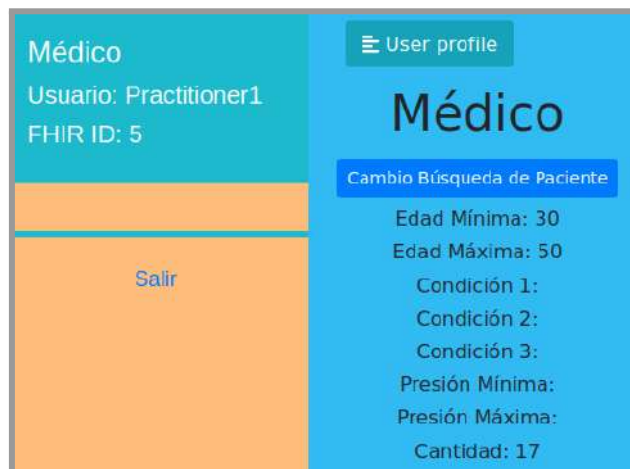 Médico
Usuario: Practitioner1
FHIR ID: 5
Salir
User profile
Médico
Cambio Búsqueda de Paciente
Edad Mínima: 30
Edad Máxima: 50
Condición 1:
Condición 2:
Condición 3:
Presión Mínima:
Presión Máxima:
Cantidad: 17